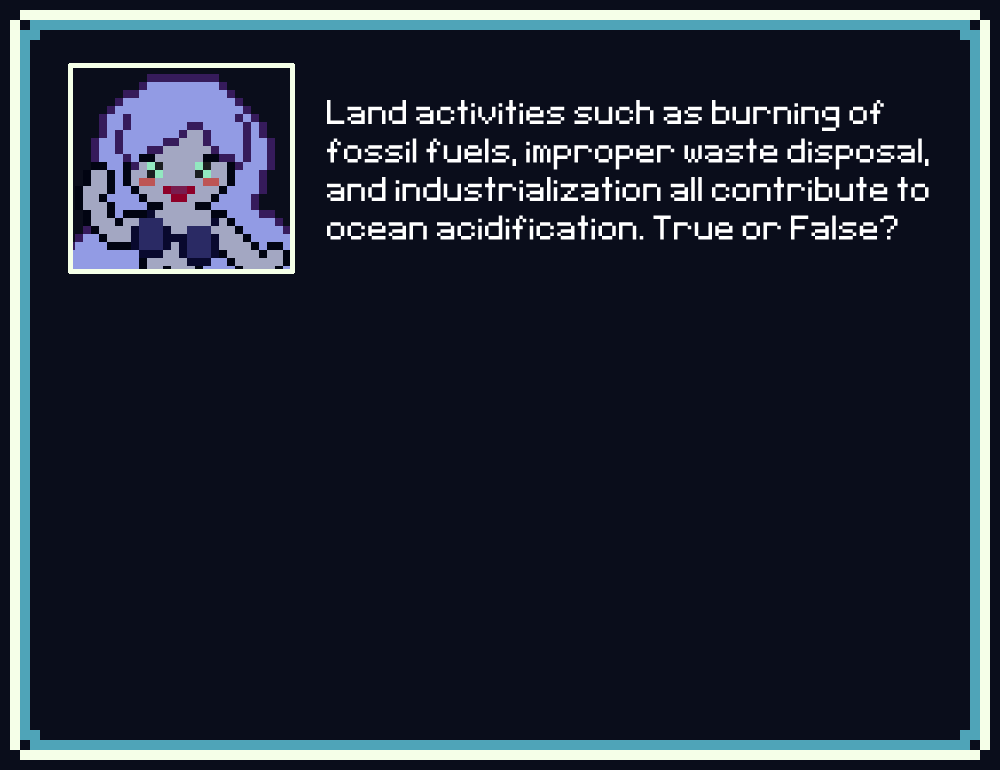 Land activities such as burning of
fossil fuels, improper waste disposal,
and industrialization all contribute to
ocean acidification. True or False?